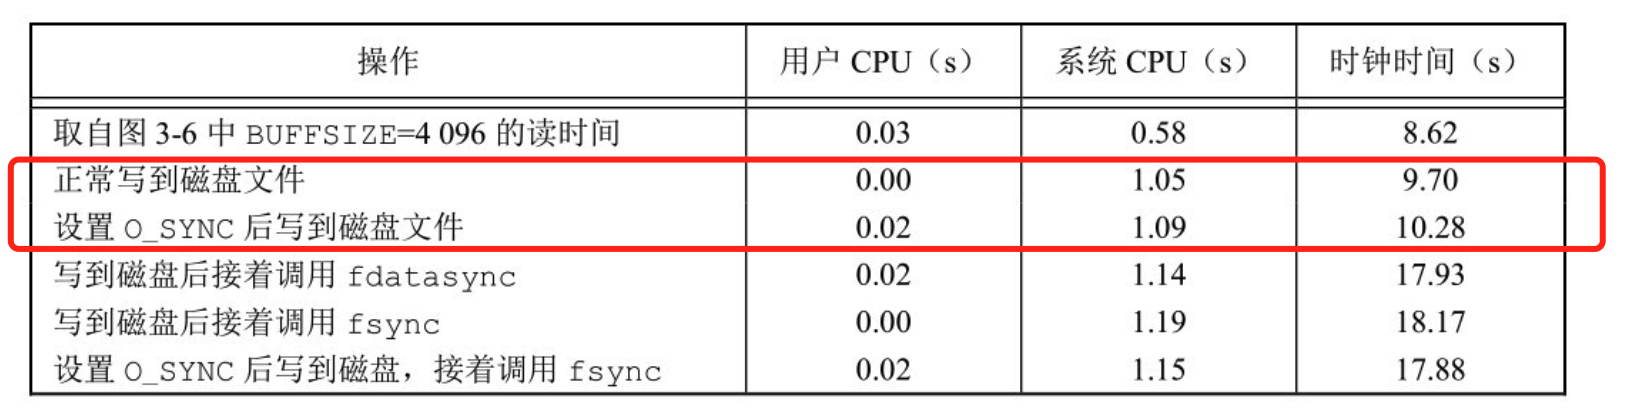 操作 用户 CPU（s） 系统 CPU（s） 时钟时间（s）
取自图 3-6 中 BUFFSIZE=4 096 的读时间 0.03 0.58 8.62
正常写到磁盘文件 0.00 1.05 9.70
设置 O_SYNC 后写到磁盘文件 0.02 1.09 10.28
写到磁盘后接着调用 fdatasync 0.02 1.14 17.93
写到磁盘后接着调用 fsync 0.00 1.19 18.17
设置 O_SYNC 后写到磁盘，接着调用 fsync 0.02 1.15 17.88